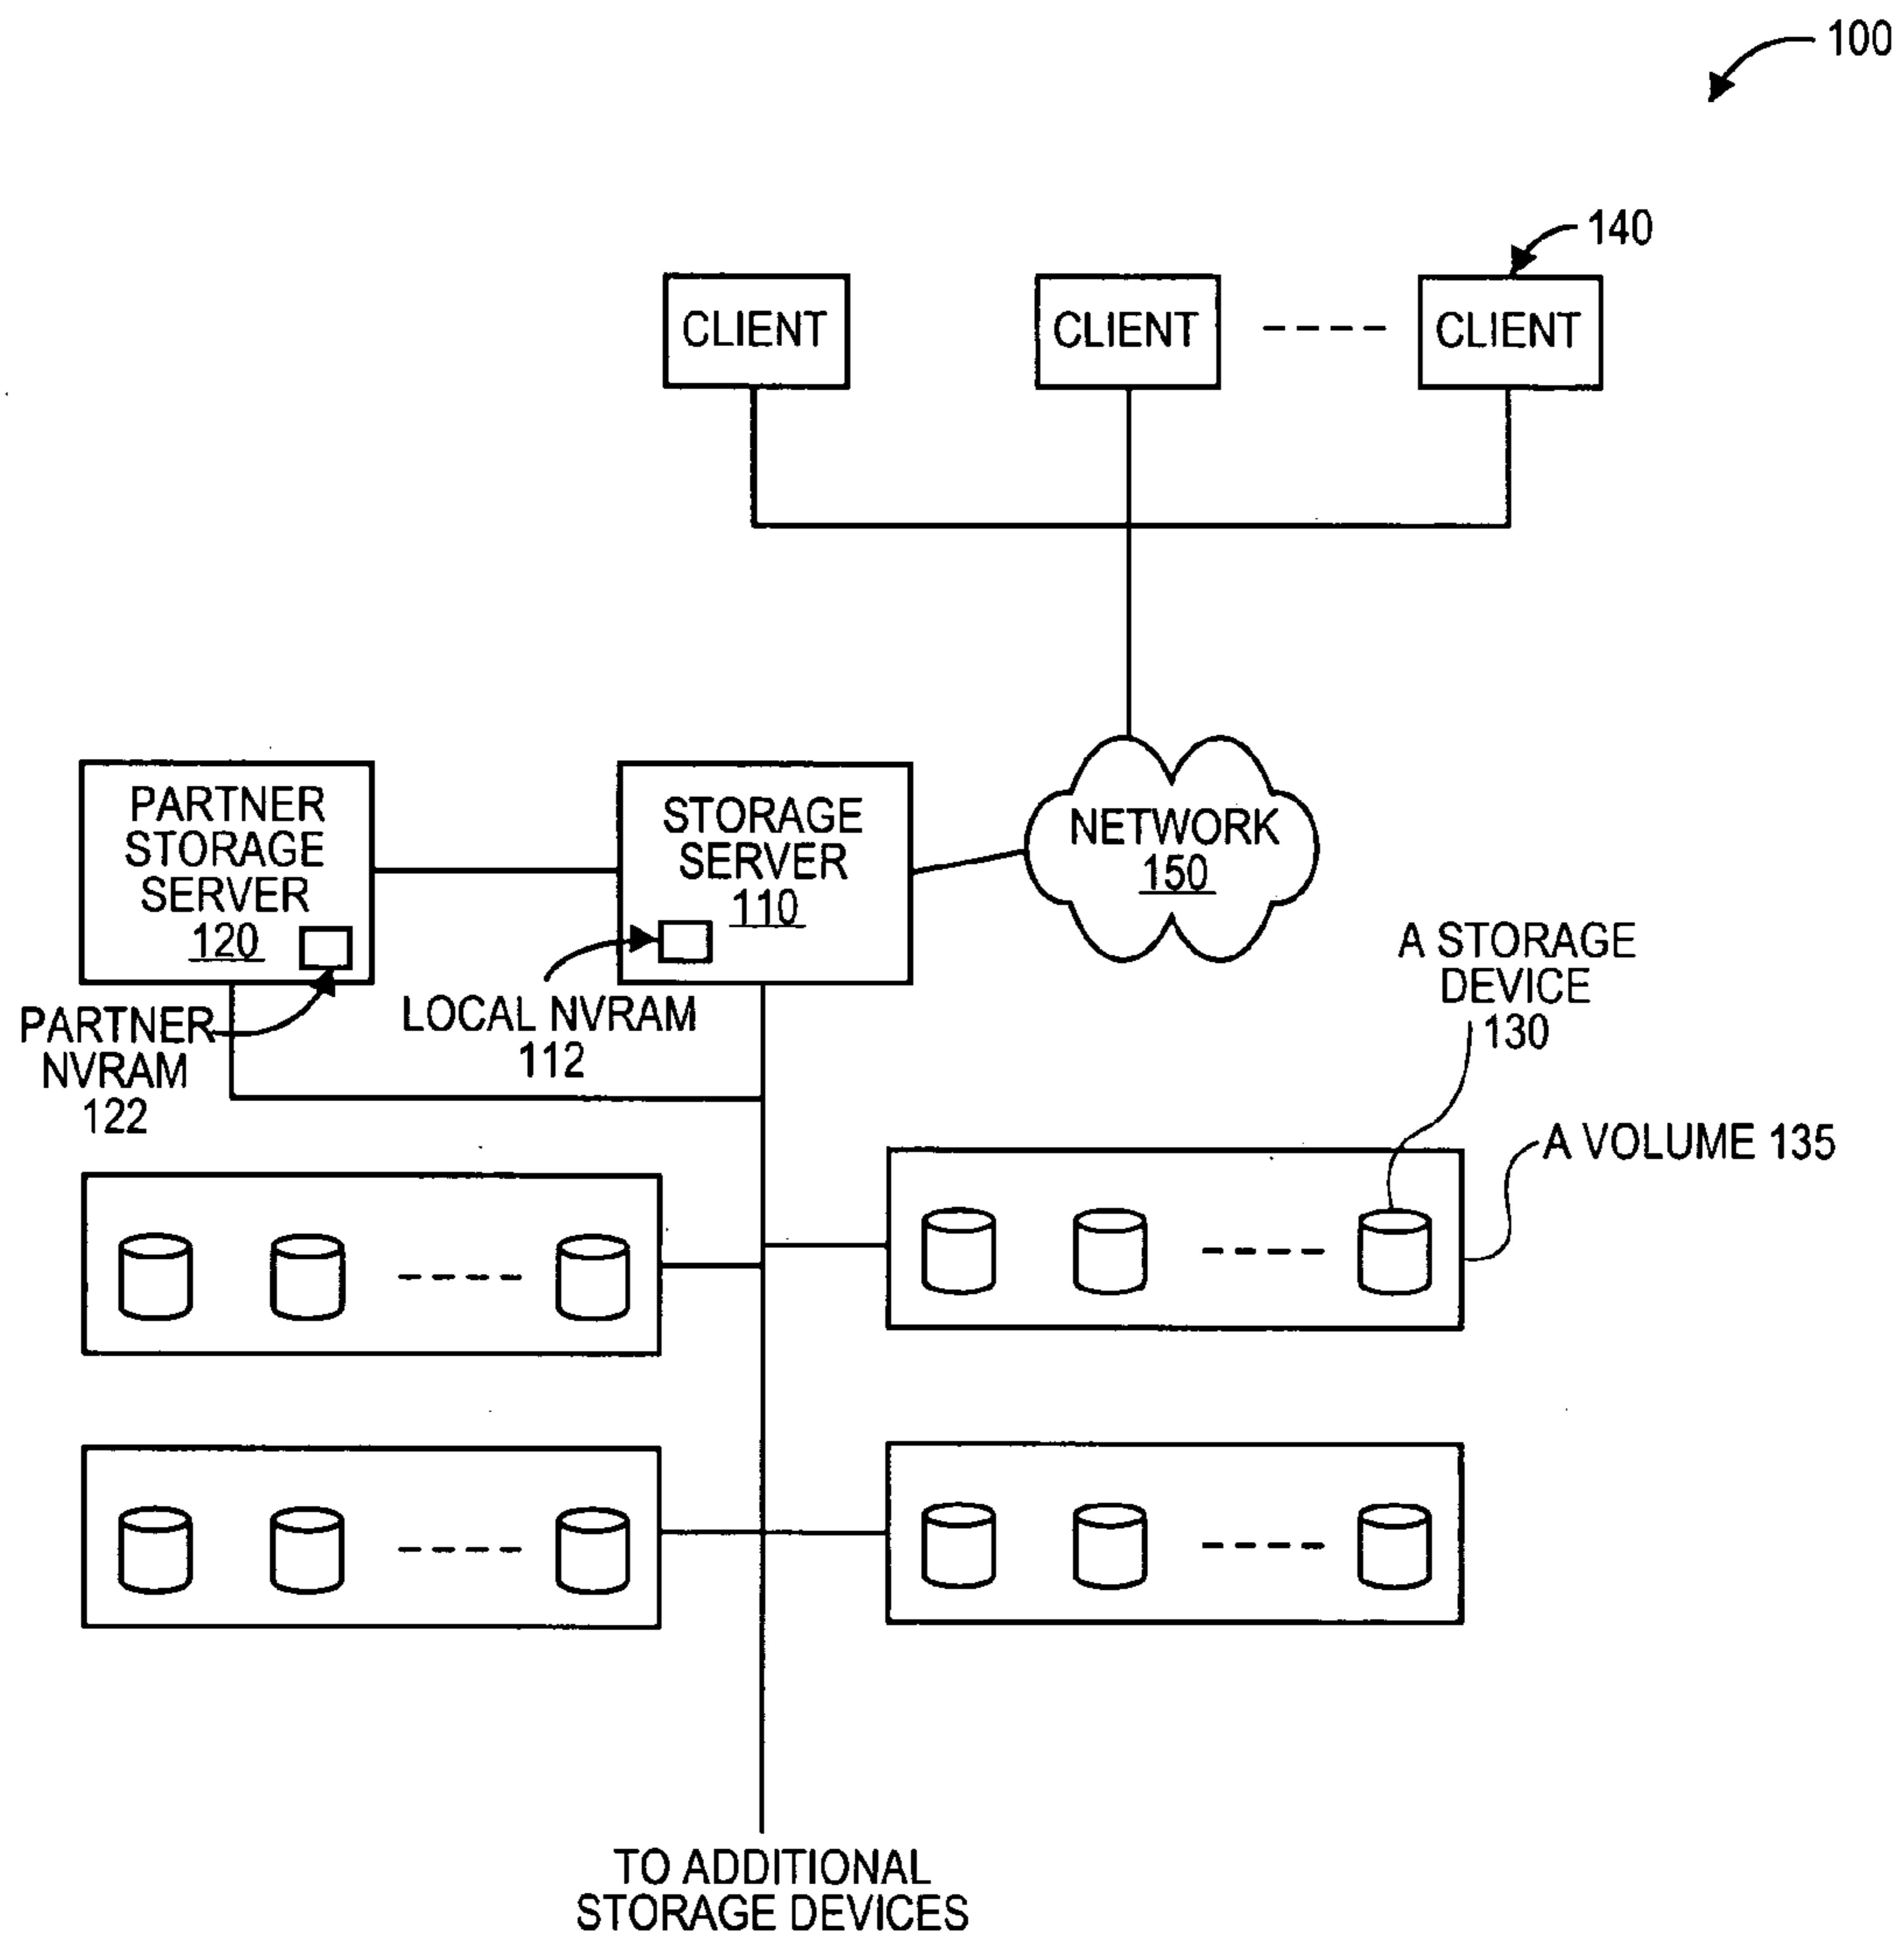 100
140
CLIENT
CLIENT
CLIENT
PARTNER
STORAGE
SERVER
120
STORAGE
SERVER
110
NETWORK
150
A STORAGE
DEVICE
130
PARTNER
NVRAM
122
LOCAL NVRAM
112
A VOLUME 135
TO ADDITIONAL
STORAGE DEVICES